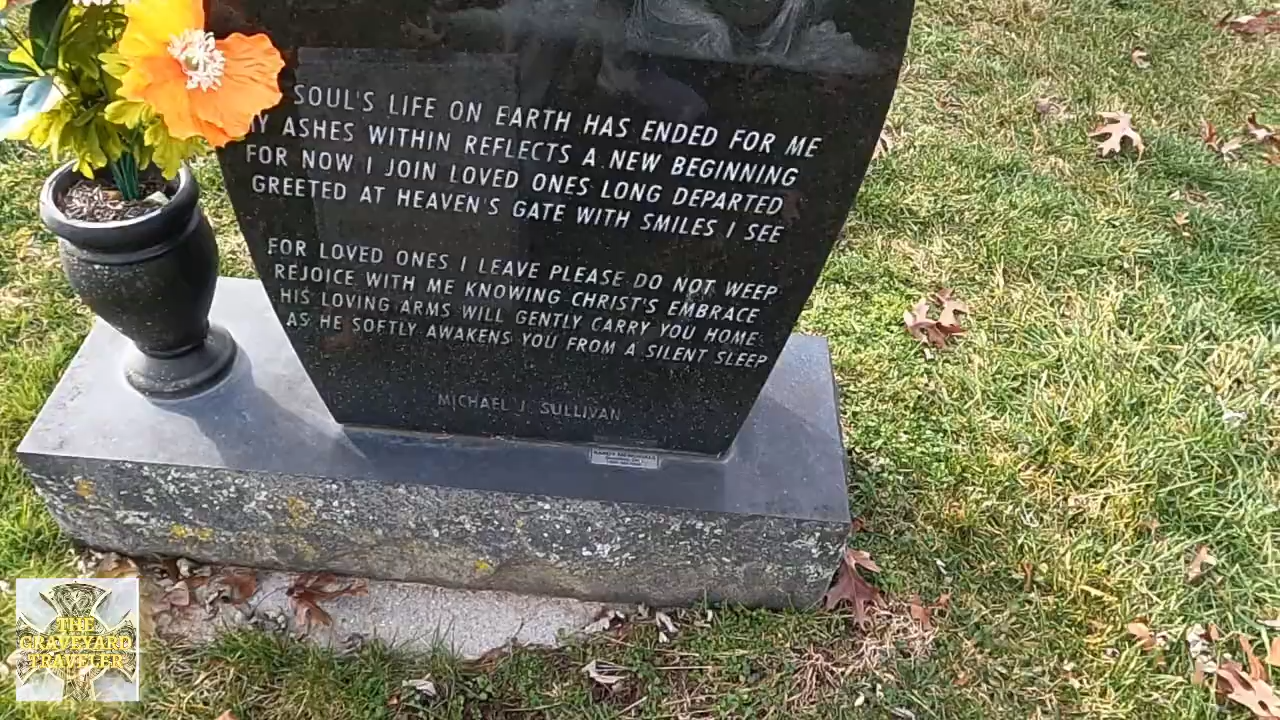 SOUL'S LIFE ON EARTH HAS ENDED FOR ME
MY ASHES WITHIN REFLECTS A NEW BEGINNING
FOR NOW I JOIN LOVED ONES LONG DEPARTED
GREETED AT HEAVEN'S GATE WITH SMILES I SEE
FOR LOVED ONES I LEAVE PLEASE DO NOT WEEP
REJOICE WITH ME KNOWING CHRIST'S EMBRACE
HIS LOVING ARMS WILL GENTLY CARRY YOU HOME
AS HE SOFTLY AWAKENS YOU FROM A SILENT SLEEP
MICHAEL J. SULLIVAN
THE
GRAVEYARD
TRAVELER